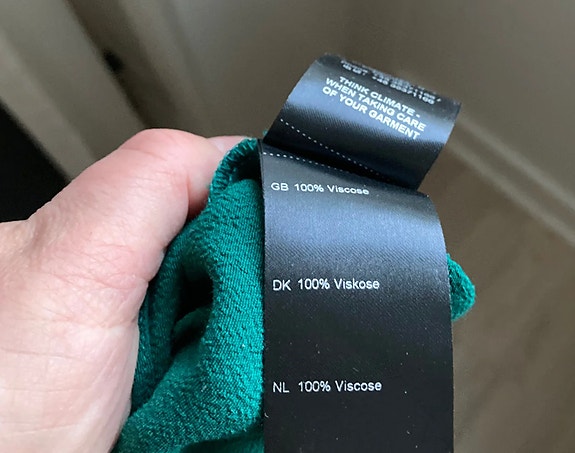 THINK CLIMATE -
WHEN TAKING CARE
OF YOUR GARMENT
GB 100% Viscose
DK 100% Viskose
NL 100% Viscose